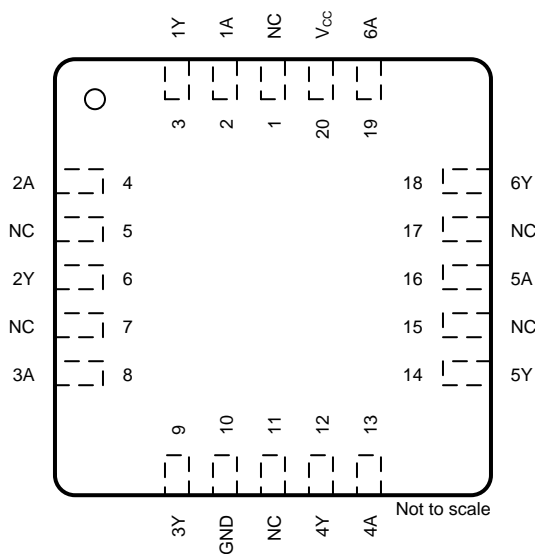 1Y 1A NC VCC 6A
3 2 1 20 19
2A 4 18 6Y
NC 5 17 NC
2Y 6 16 5A
NC 7 15 NC
3A 8 14 5Y
9 10 11 12 13
3Y GND NC 4Y 4A
Not to scale